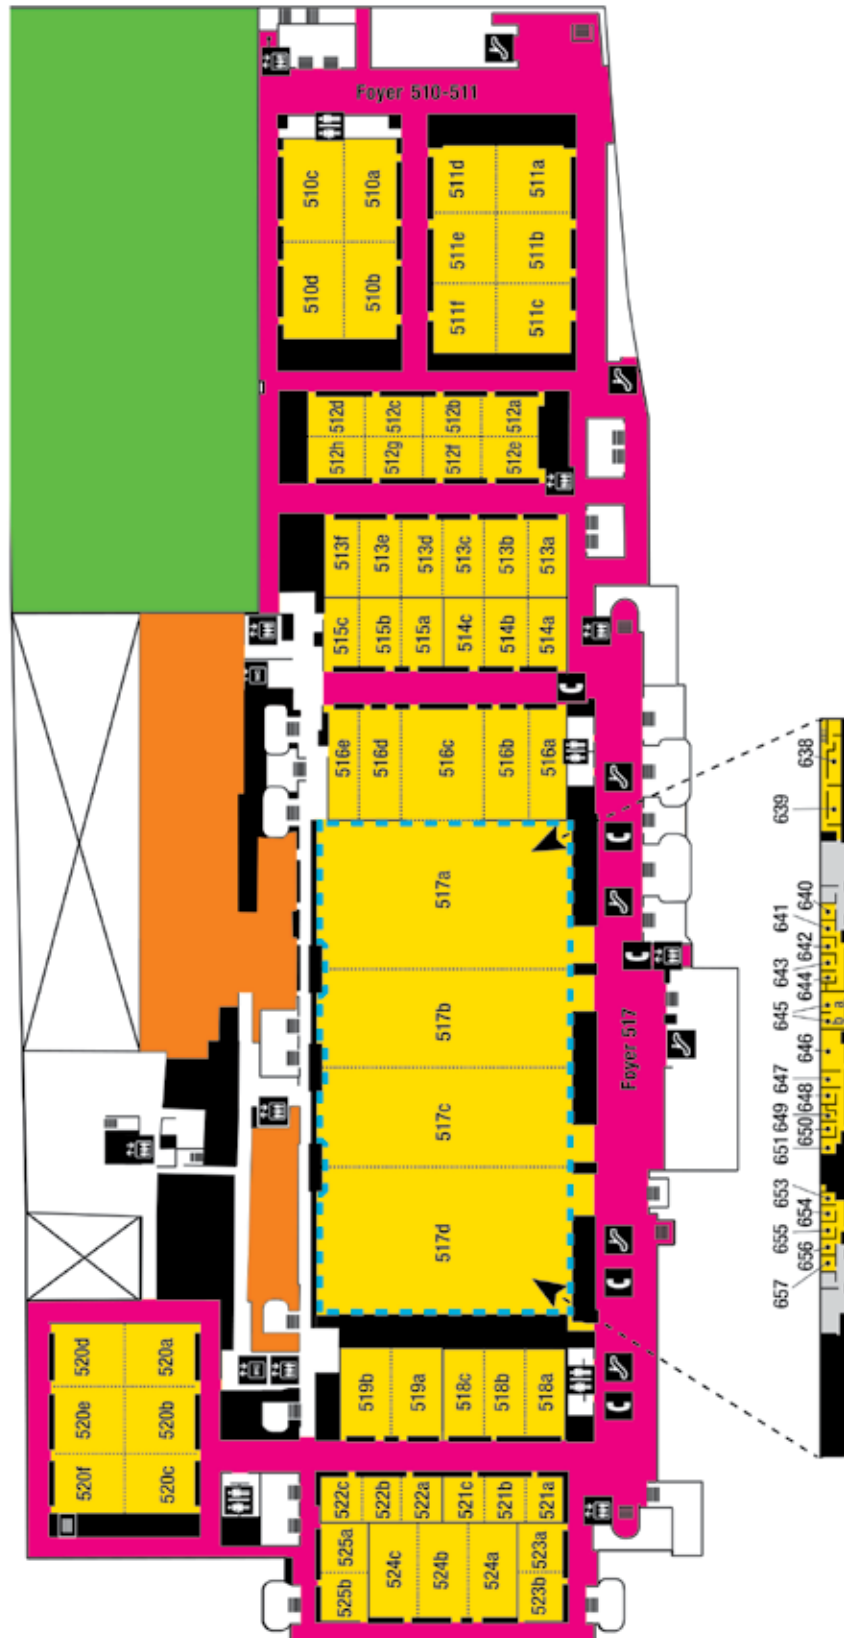 Foyer 510-511
510c
510a
510d
510b
511d
511a
511e
511b
511f
511c
512d
512c
512b
512a
512h
512g
512f
512e
513f
513e
513d
513c
513b
513a
515c
515b
515a
514c
514b
514a
516e
516d
516c
516b
516a
517a
517b
517c
517d
Foyer 517
638
639
640
641
642
643
644
645
b a
646
647
648
649
650
651
653
654
655
656
657
520d
520a
520e
520b
520f
520c
519b
519a
518c
518b
518a
522c
522b
522a
521c
521b
521a
525a
525b
524c
524b
524a
523a
523b